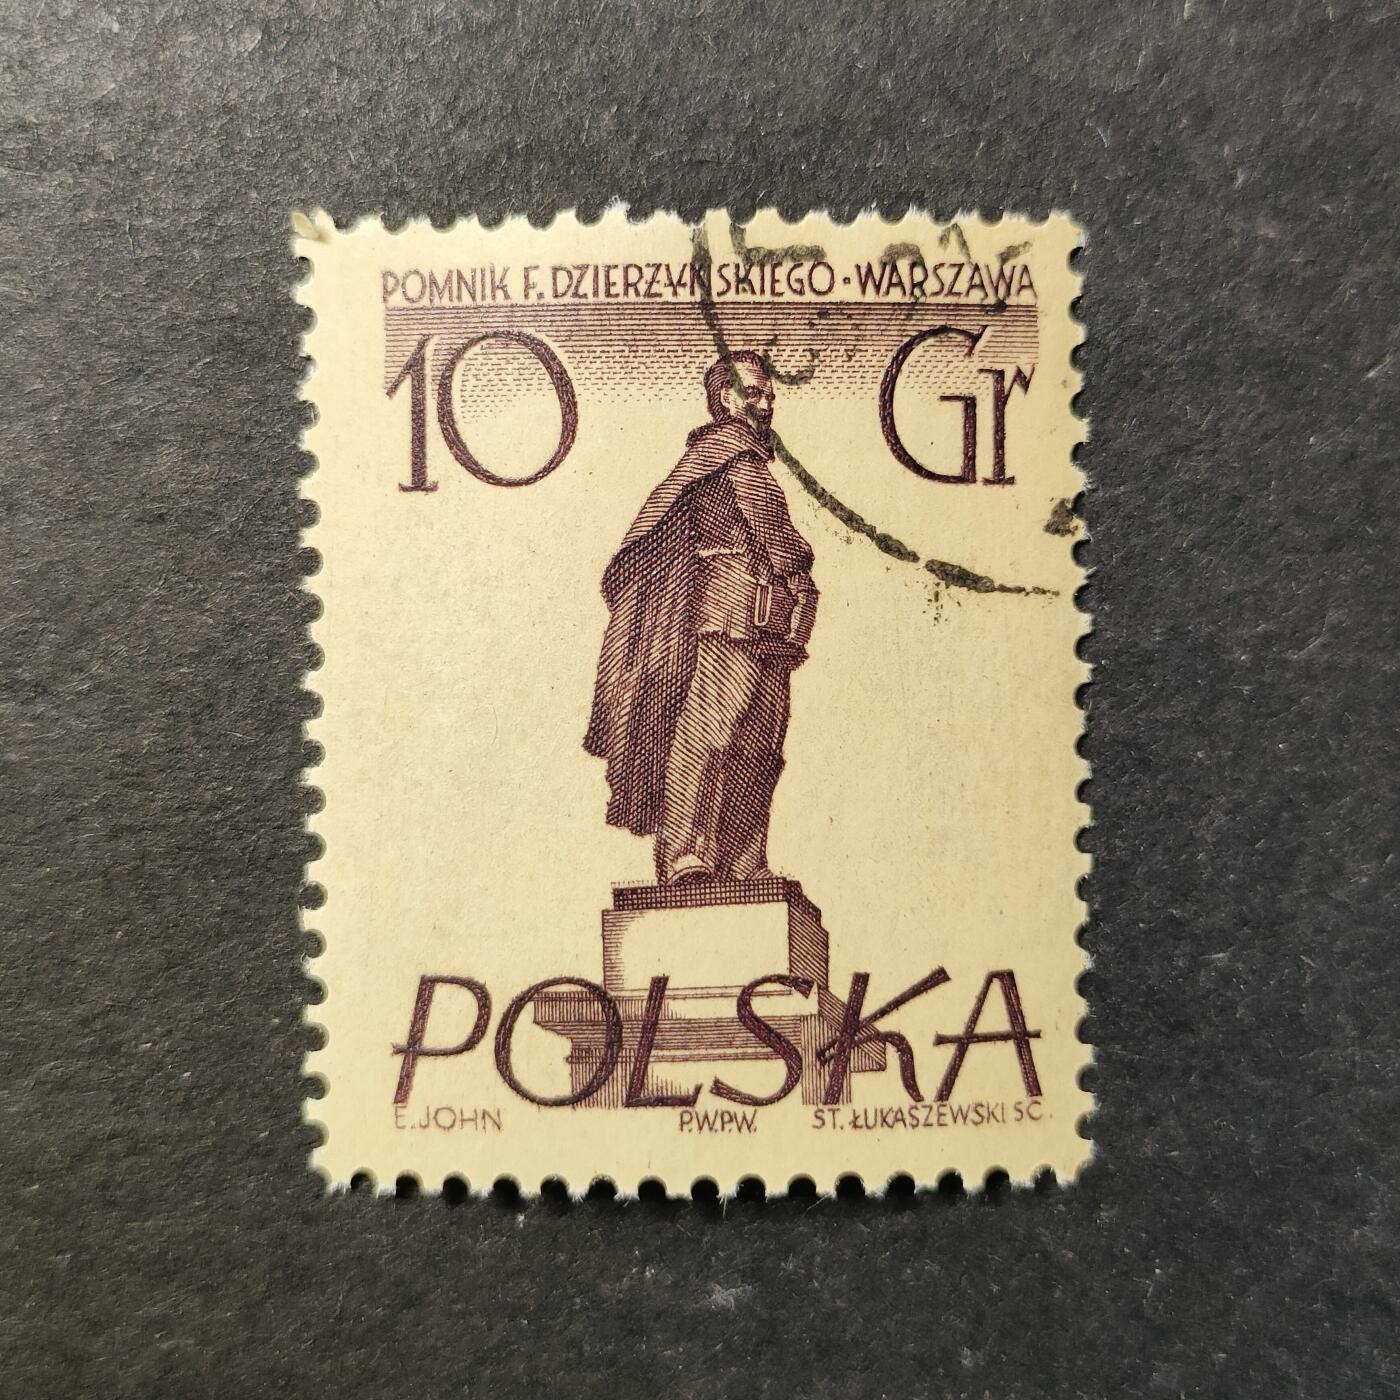 POMNIK F. DZIERŻYŃSKIEGO · WARSZAWA
10 Gr
POLSKA
E. JOHN P.W.P.W. ST. ŁUKASZEWSKI SC.